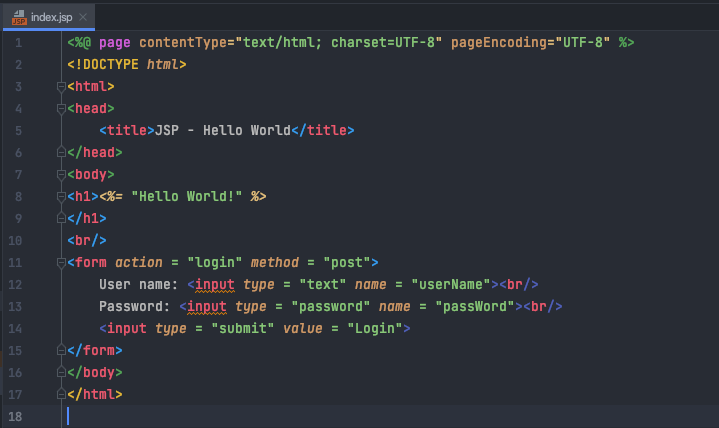 index.jsp
JSP
1 <%@ page contentType="text/html; charset=UTF-8" pageEncoding="UTF-8" %>
2 <!DOCTYPE html>
3 <html>
4 <head>
5     <title>JSP - Hello World</title>
6 </head>
7 <body>
8 <h1><%= "Hello World!" %>
9 </h1>
10 <br/>
11 <form action = "login" method = "post">
12     User name: <input type = "text" name = "userName"><br/>
13     Password: <input type = "password" name = "passWord"><br/>
14     <input type = "submit" value = "Login">
15 </form>
16 </body>
17 </html>
18